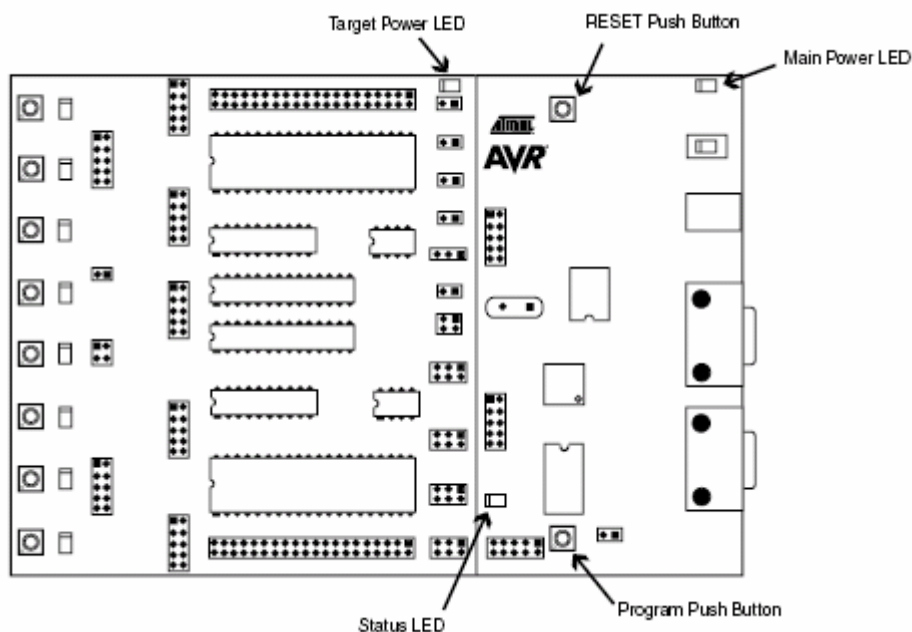 Target Power LED
RESET Push Button
Main Power LED
ATMEL
AVR®
Program Push Button
Status LED